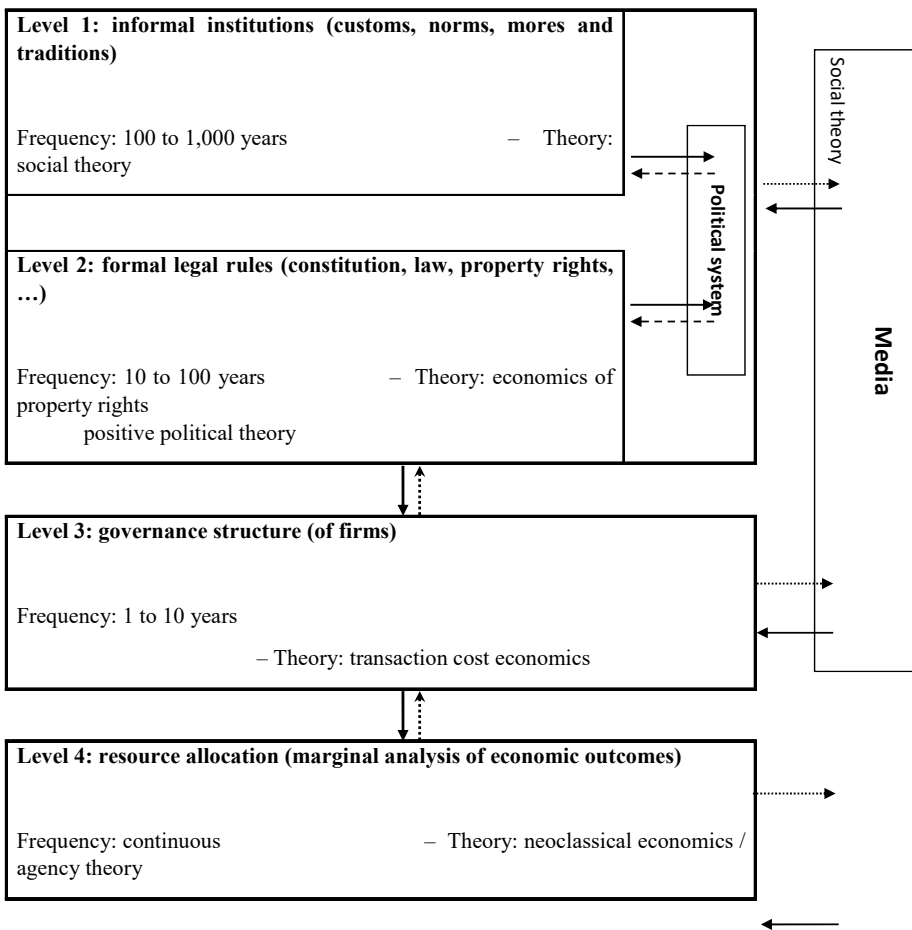 Level 1: informal institutions (customs, norms, mores and
traditions)
Frequency: 100 to 1,000 years – Theory:
social theory
Level 2: formal legal rules (constitution, law, property rights,
…)
Frequency: 10 to 100 years – Theory: economics of
property rights
positive political theory
Political system
Level 3: governance structure (of firms)
Frequency: 1 to 10 years
– Theory: transaction cost economics
Level 4: resource allocation (marginal analysis of economic outcomes)
Frequency: continuous – Theory: neoclassical economics /
agency theory
Social theory
Media